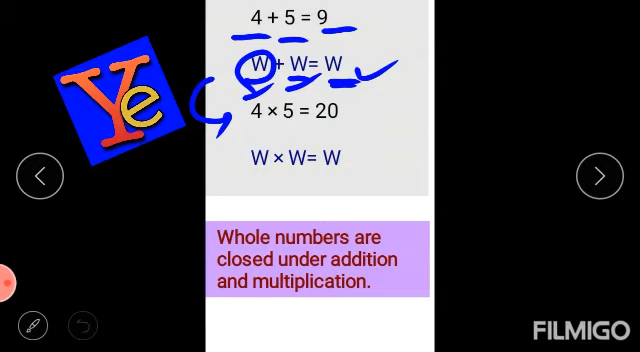 4 + 5 = 9
W + W= W
4 × 5 = 20
W × W= W
Ye
Whole numbers are
closed under addition
and multiplication.
FILMIGO